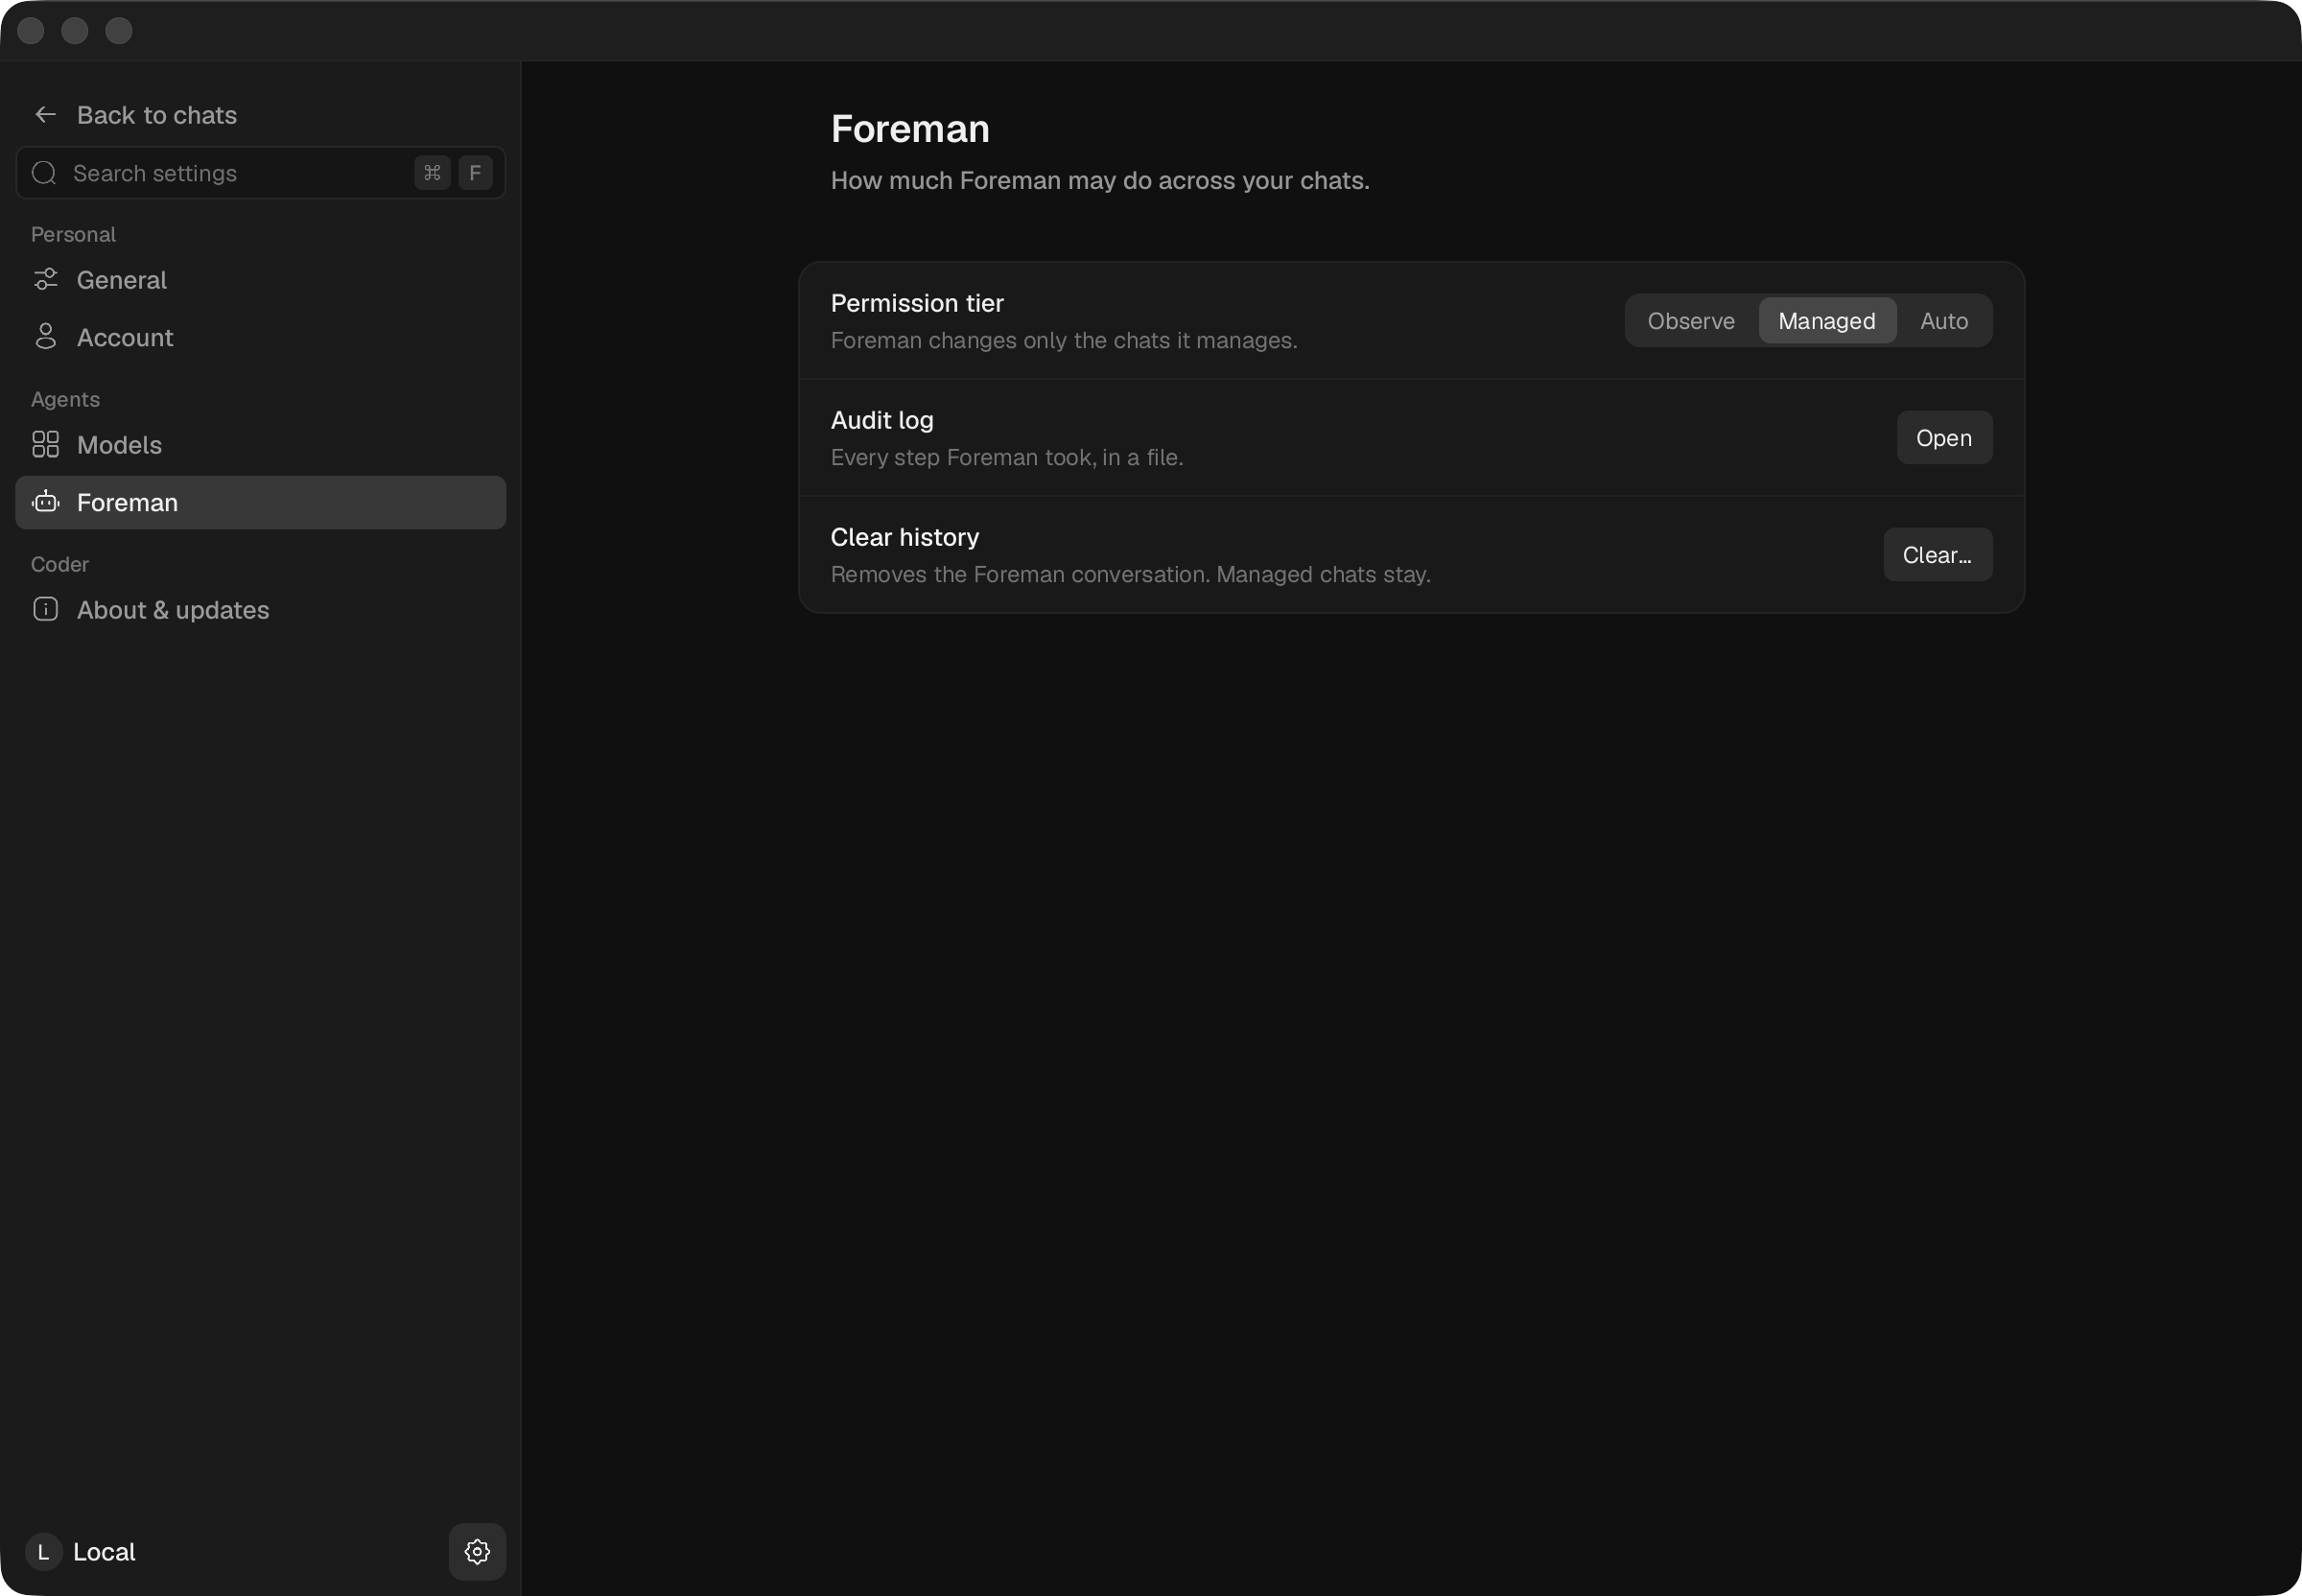 Back to chats
Search settings ⌘ F
Personal
General
Account
Agents
Models
Foreman
Coder
About & updates
L Local
Foreman
How much Foreman may do across your chats.
Permission tier
Foreman changes only the chats it manages.
Observe Managed Auto
Audit log
Every step Foreman took, in a file.
Open
Clear history
Removes the Foreman conversation. Managed chats stay.
Clear...